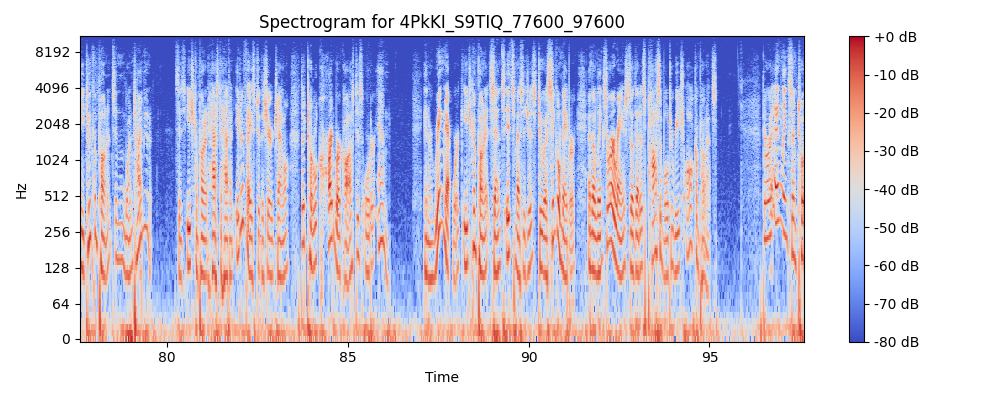 Spectrogram for 4PkKI_S9TIQ_77600_97600
8192
4096
2048
1024
512
256
128
64
0
Hz
80
85
90
95
Time
+0 dB
-10 dB
-20 dB
-30 dB
-40 dB
-50 dB
-60 dB
-70 dB
-80 dB